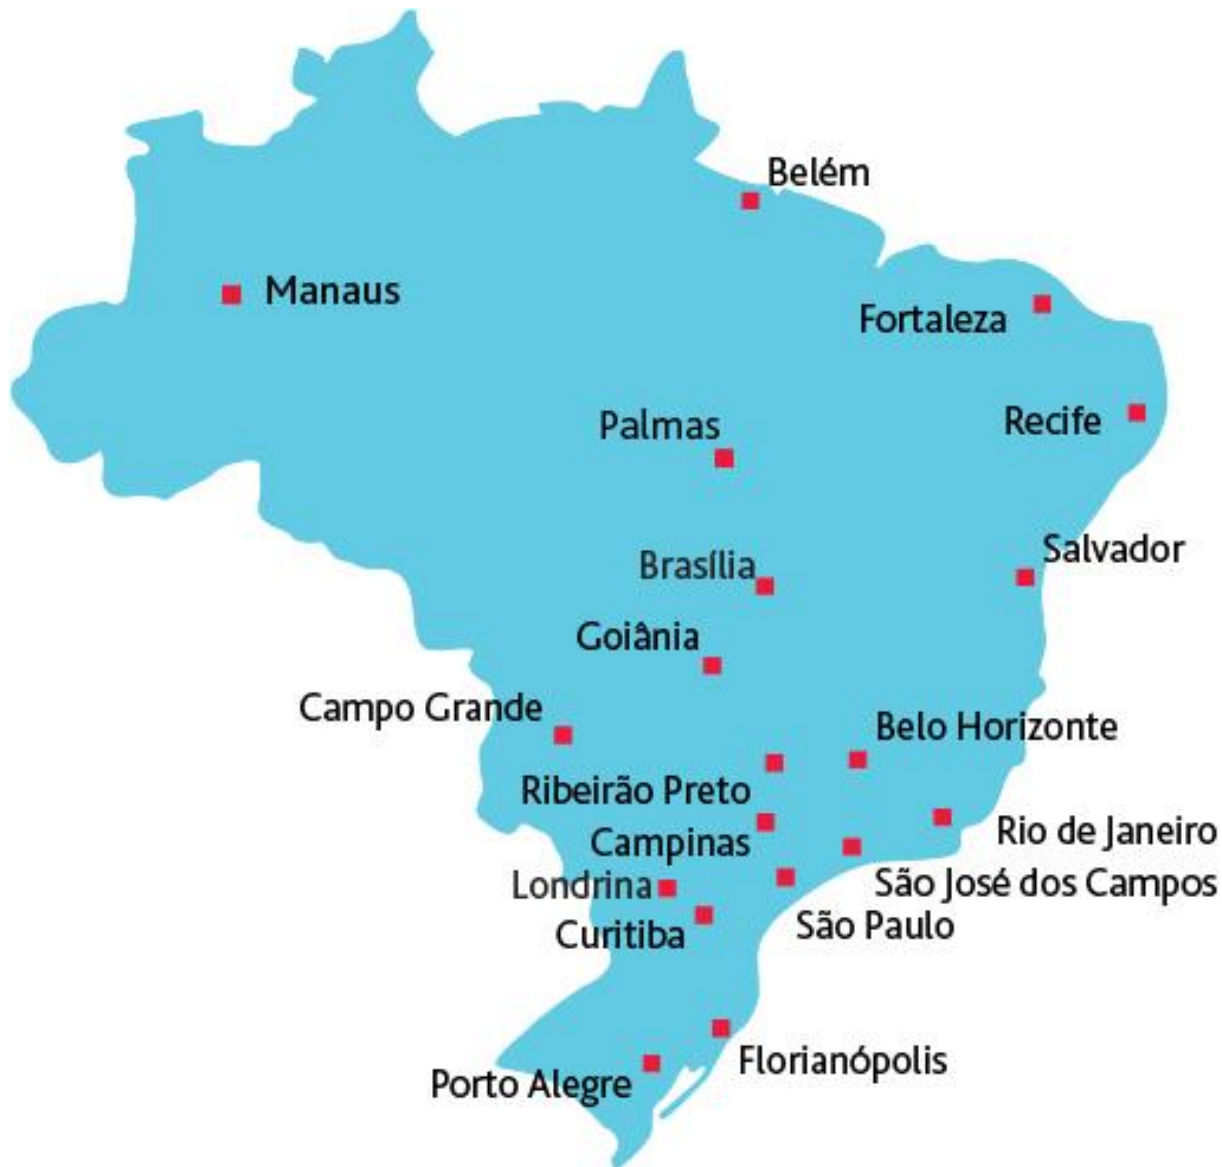 Belém
Manaus
Fortaleza
Recife
Palmas
Salvador
Brasília
Goiânia
Campo Grande
Belo Horizonte
Ribeirão Preto
Rio de Janeiro
Campinas
São José dos Campos
Londrina
São Paulo
Curitiba
Florianópolis
Porto Alegre